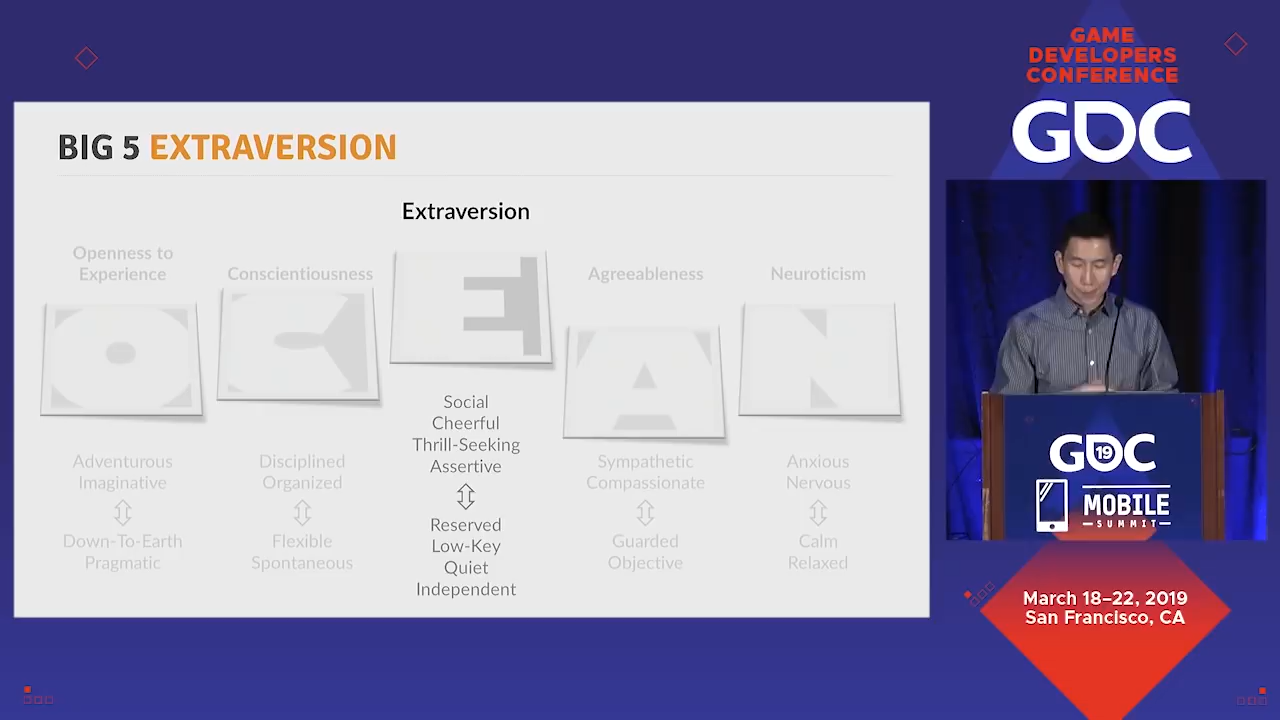 GAME
DEVELOPERS
CONFERENCE
GDC
BIG 5 EXTRAVERSION
Openness to
Experience
Conscientiousness
Extraversion
Agreeableness
Neuroticism
O
C
E
A
N
Adventurous
Imaginative
Down-To-Earth
Pragmatic
Disciplined
Organized
Flexible
Spontaneous
Social
Cheerful
Thrill-Seeking
Assertive
Reserved
Low-Key
Quiet
Independent
Sympathetic
Compassionate
Guarded
Objective
Anxious
Nervous
Calm
Relaxed
GDC
19
MOBILE
SUMMIT
March 18–22, 2019
San Francisco, CA